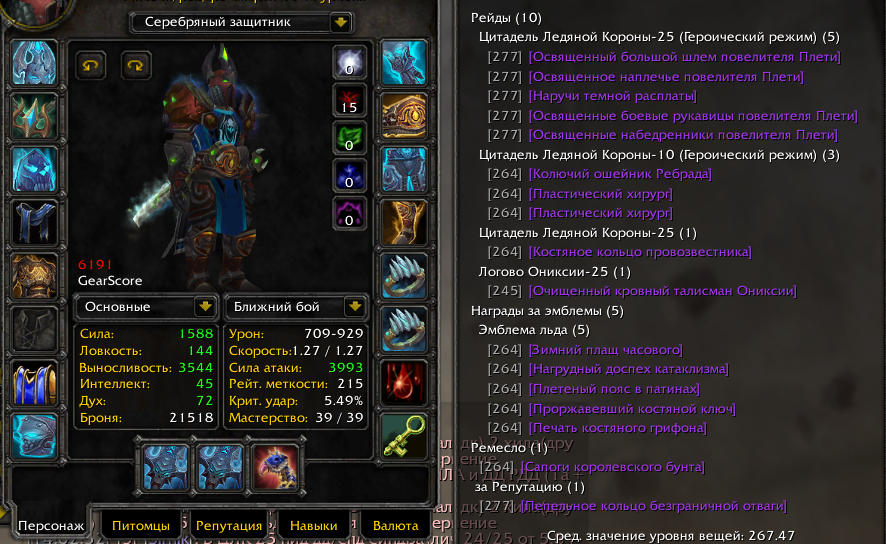 Серебряный защитник
0
15
0
0
0
6191
GearScore
Основные
Ближний бой
Сила: 1588
Ловкость: 144
Выносливость: 3544
Интеллект: 45
Дух: 72
Броня: 21518
Урон: 709-929
Скорость: 1.27 / 1.27
Сила атаки: 3993
Рейт. меткости: 215
Крит. удар: 5.49%
Мастерство: 39 / 39
Персонаж
Питомцы
Репутация
Навыки
Валюта
Рейды (10)
Цитадель Ледяной Короны-25 (Героический режим) (5)
[277] [Освященный большой шлем повелителя Плети]
[277] [Освященное наплечье повелителя Плети]
[277] [Наручи темной расплаты]
[277] [Освященные боевые рукавицы повелителя Плети]
[277] [Освященные набедренники повелителя Плети]
Цитадель Ледяной Короны-10 (Героический режим) (3)
[264] [Колючий ошейник Ребрада]
[264] [Пластический хирург]
[264] [Пластический хирург]
Цитадель Ледяной Короны-25 (1)
[264] [Костяное кольцо провозвестника]
Логово Ониксии-25 (1)
[245] [Очищенный кровный талисман Ониксии]
Награды за эмблемы (5)
Эмблема льда (5)
[264] [Зимний плащ часового]
[264] [Нагрудный доспех катаклизма]
[264] [Плетеный пояс в патинах]
[264] [Проржавевший костяной ключ]
[264] [Печать костяного грифона]
Ремесло (1)
[264] [Сапоги королевского бунта]
за Репутацию (1)
[277] [Пепельное кольцо безграничной отваги]
Сред. значение уровня вещей: 267.47